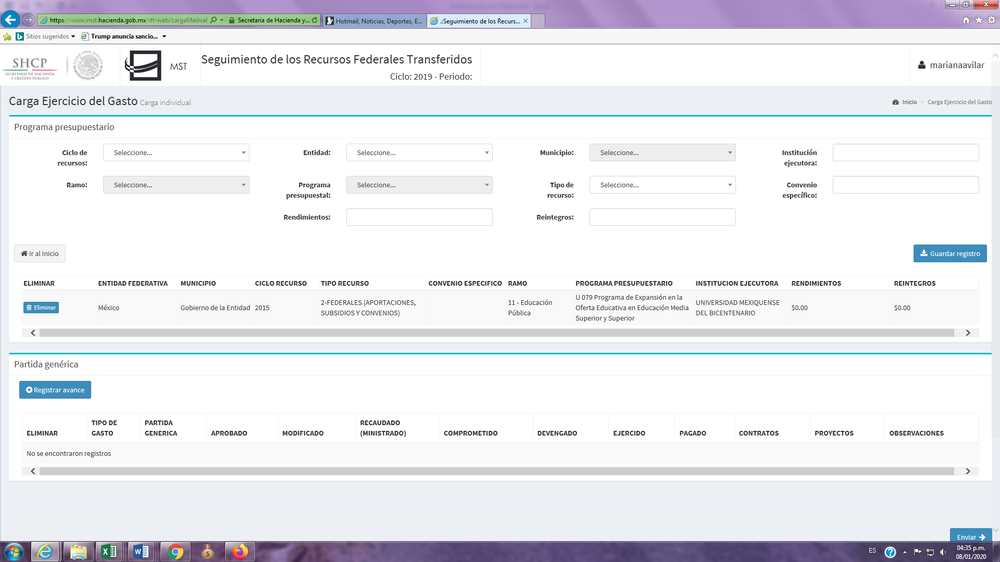 https://www.mst.hacienda.gob.mx/rft-web/cargaMasival
Secretaría de Hacienda y...
Hotmail, Noticias, Deportes, E...
.:Seguimiento de los Recurs...
Sitios sugeridos
Trump anuncia sancio...
SHCP
SECRETARÍA DE HACIENDA
Y CRÉDITO PÚBLICO
ESTADOS UNIDOS MEXICANOS
MST
Seguimiento de los Recursos Federales Transferidos
Ciclo: 2019 - Periodo:
marianaavilar
Carga Ejercicio del Gasto Carga individual
Inicio > Carga Ejercicio del Gasto
Programa presupuestario
Ciclo de recursos: Seleccione...
Entidad: Seleccione...
Municipio: Seleccione...
Institución ejecutora:
Ramo: Seleccione...
Programa presupuestal: Seleccione...
Tipo de recurso: Seleccione...
Convenio específico:
Rendimientos:
Reintegros:
Ir al Inicio
Guardar registro
ELIMINAR ENTIDAD FEDERATIVA MUNICIPIO CICLO RECURSO TIPO RECURSO CONVENIO ESPECIFICO RAMO PROGRAMA PRESUPUESTARIO INSTITUCION EJECUTORA RENDIMIENTOS REINTEGROS
Eliminar México Gobierno de la Entidad 2015 2-FEDERALES (APORTACIONES, SUBSIDIOS Y CONVENIOS) 11 - Educación Pública U 079 Programa de Expansión en la Oferta Educativa en Educación Media Superior y Superior UNIVERSIDAD MEXIQUENSE DEL BICENTENARIO $0.00 $0.00
Partida genérica
Registrar avance
ELIMINAR TIPO DE GASTO PARTIDA GENERICA APROBADO MODIFICADO RECAUDADO (MINISTRADO) COMPROMETIDO DEVENGADO EJERCIDO PAGADO CONTRATOS PROYECTOS OBSERVACIONES
No se encontraron registros
Enviar
ES
04:35 p.m.
08/01/2020